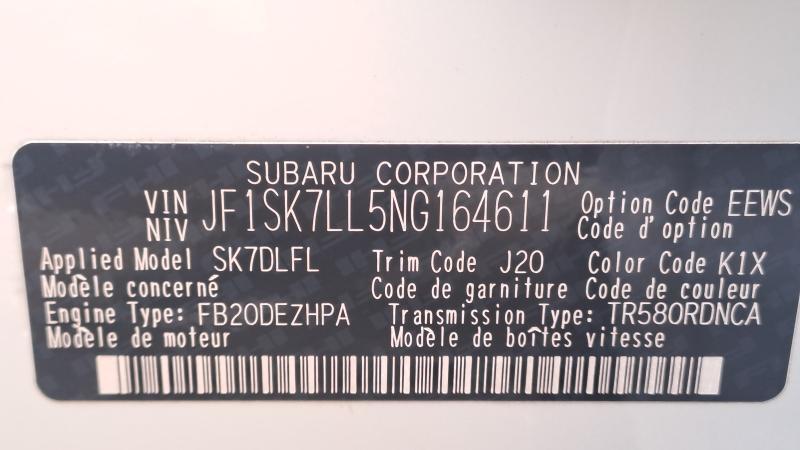 SUBARU CORPORATION
VIN
NIV JF1SK7LL5NG164611 Option Code EEWS
Code d'option
Applied Model SK7DLFL Trim Code J20 Color Code K1X
Modèle concerné Code de garniture Code de couleur
Engine Type: FB20DEZHPA Transmission Type: TR580RDNCA
Modèle de moteur Modèle de boîtes vitesse